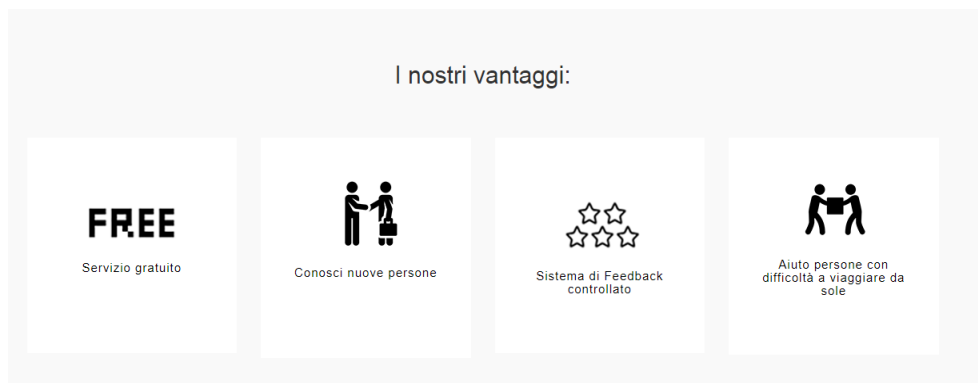 I nostri vantaggi:
FREE
Servizio gratuito
Conosci nuove persone
Sistema di Feedback
controllato
Aiuto persone con
difficoltà a viaggiare da
sole